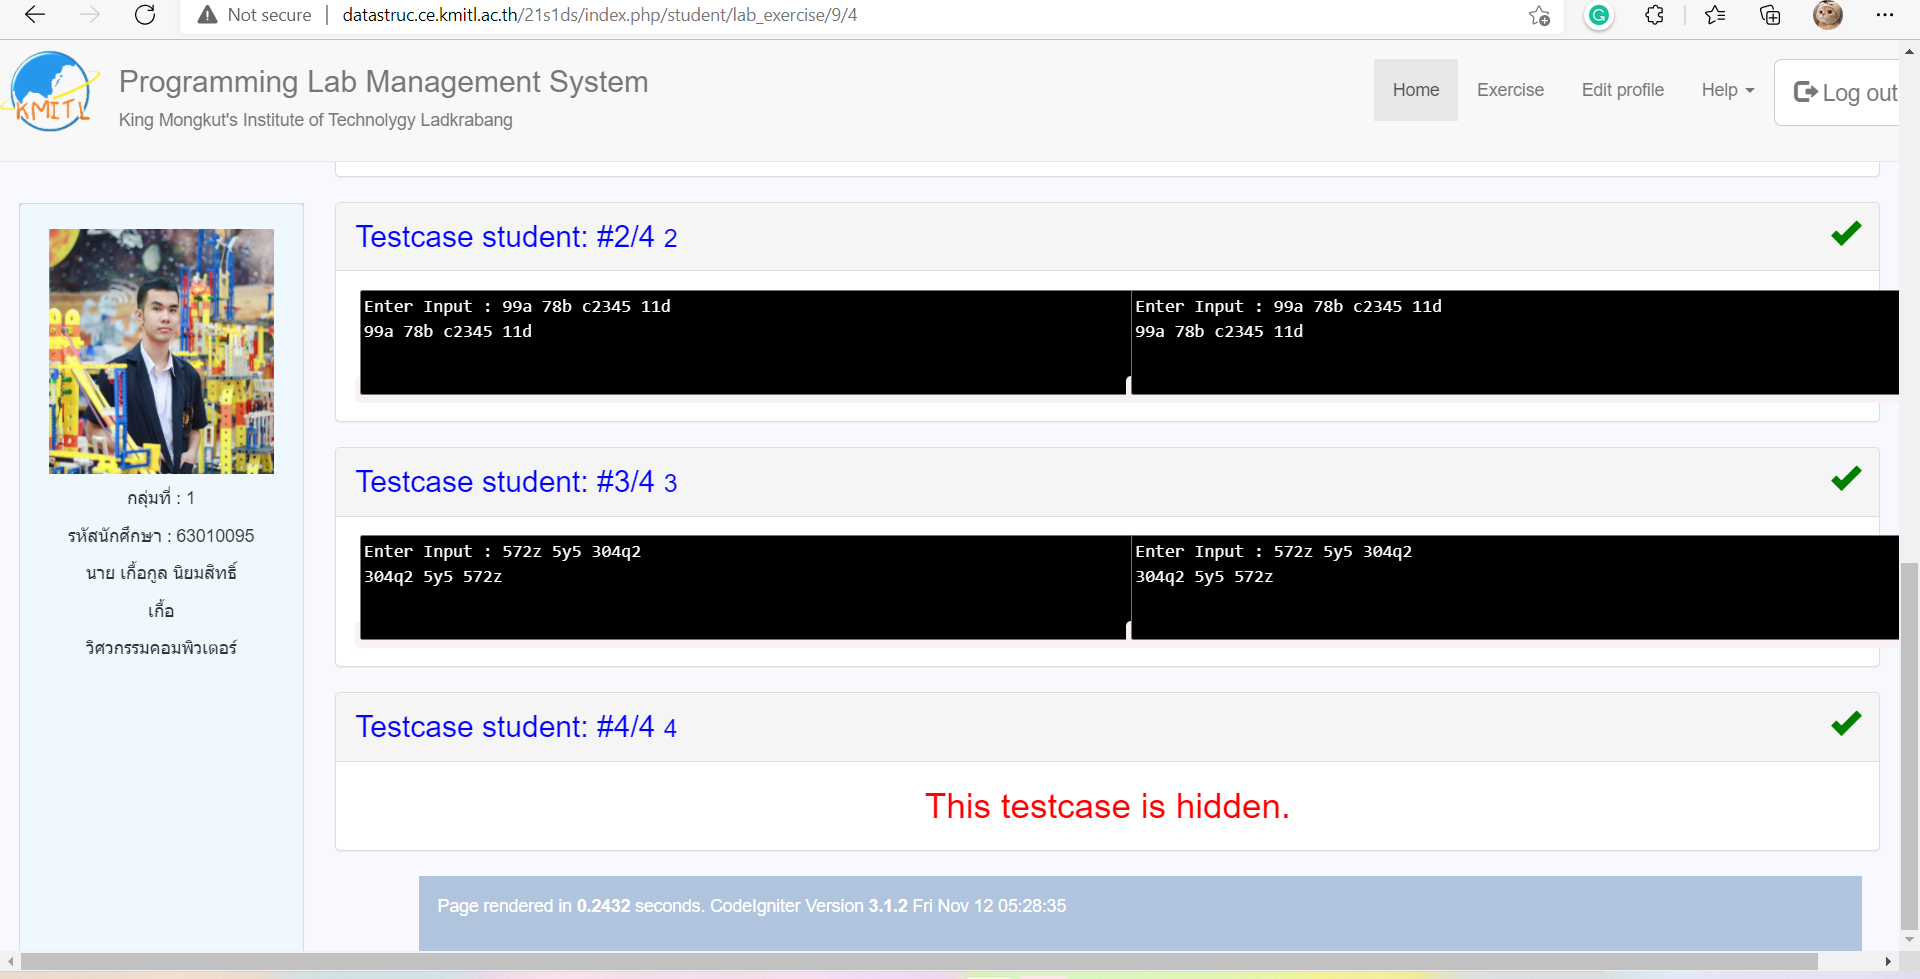 Not secure | datastruc.ce.kmitl.ac.th/21s1ds/index.php/student/lab_exercise/9/4
KMITL
Programming Lab Management System
King Mongkut's Institute of Technolygy Ladkrabang
Home
Exercise
Edit profile
Help
Log out
กลุ่มที่ : 1
รหัสนักศึกษา : 63010095
นาย เกื้อกูล นิยมสิทธิ์
เกื้อ
วิศวกรรมคอมพิวเตอร์
Testcase student: #2/4 2
Enter Input : 99a 78b c2345 11d
99a 78b c2345 11d
Enter Input : 99a 78b c2345 11d
99a 78b c2345 11d
Testcase student: #3/4 3
Enter Input : 572z 5y5 304q2
304q2 5y5 572z
Enter Input : 572z 5y5 304q2
304q2 5y5 572z
Testcase student: #4/4 4
This testcase is hidden.
Page rendered in 0.2432 seconds. CodeIgniter Version 3.1.2 Fri Nov 12 05:28:35